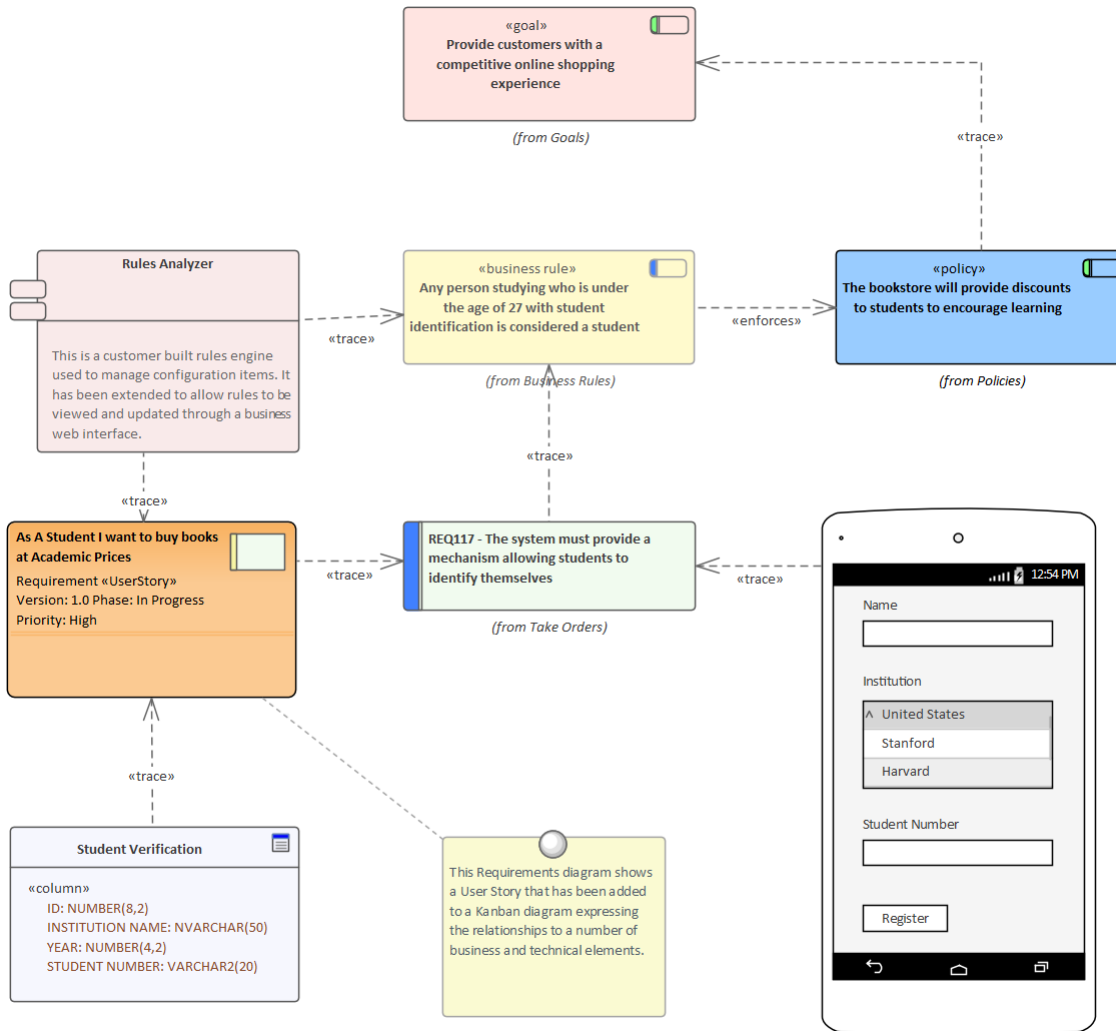 «goal»
Provide customers with a
competitive online shopping
experience
(from Goals)
«trace»
Rules Analyzer
This is a customer built rules engine
used to manage configuration items. It
has been extended to allow rules to be
viewed and updated through a business
web interface.
«trace»
«business rule»
Any person studying who is under
the age of 27 with student
identification is considered a student
(from Business Rules)
«enforces»
«policy»
The bookstore will provide discounts
to students to encourage learning
(from Policies)
«trace»
«trace»
As A Student I want to buy books
at Academic Prices
Requirement «UserStory»
Version: 1.0 Phase: In Progress
Priority: High
«trace»
REQ117 - The system must provide a
mechanism allowing students to
identify themselves
(from Take Orders)
«trace»
12:54 PM
Name
Institution
^ United States
Stanford
Harvard
Student Number
Register
«trace»
Student Verification
«column»
ID: NUMBER(8,2)
INSTITUTION NAME: NVARCHAR(50)
YEAR: NUMBER(4,2)
STUDENT NUMBER: VARCHAR2(20)
This Requirements diagram shows
a User Story that has been added
to a Kanban diagram expressing
the relationships to a number of
business and technical elements.